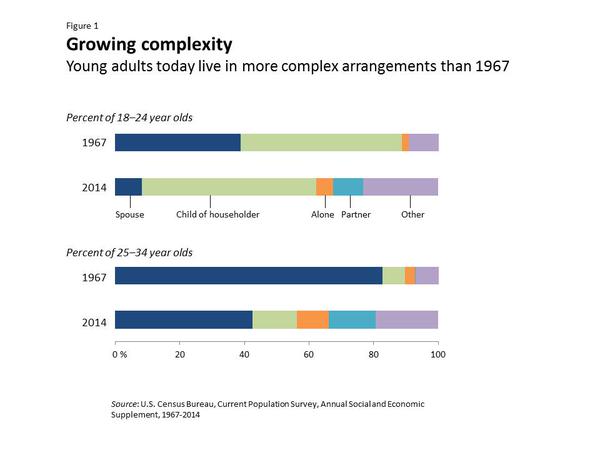 Figure 1
Growing complexity
Young adults today live in more complex arrangements than 1967
Percent of 18–24 year olds
1967
2014
Spouse Child of householder Alone Partner Other
Percent of 25–34 year olds
1967
2014
0 % 20 40 60 80 100
Source: U.S. Census Bureau, Current Population Survey, Annual Social and Economic
Supplement, 1967-2014